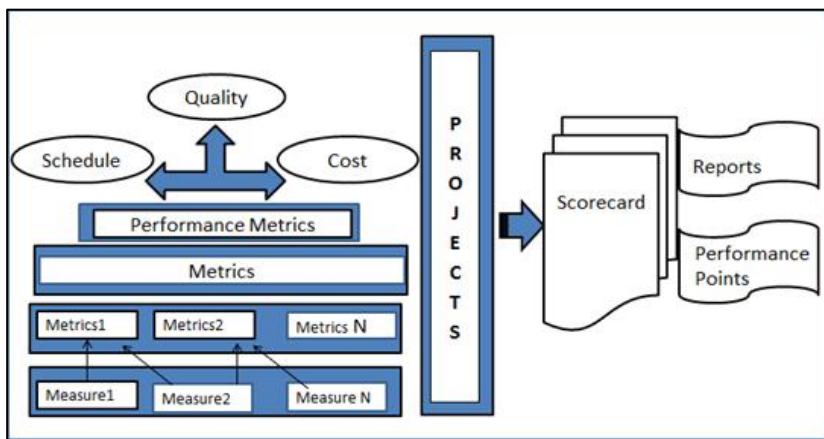 Quality
Schedule
Cost
Performance Metrics
Metrics
Metrics1
Metrics2
Metrics N
Measure1
Measure2
Measure N
P
R
O
J
E
C
T
S
Scorecard
Reports
Performance
Points